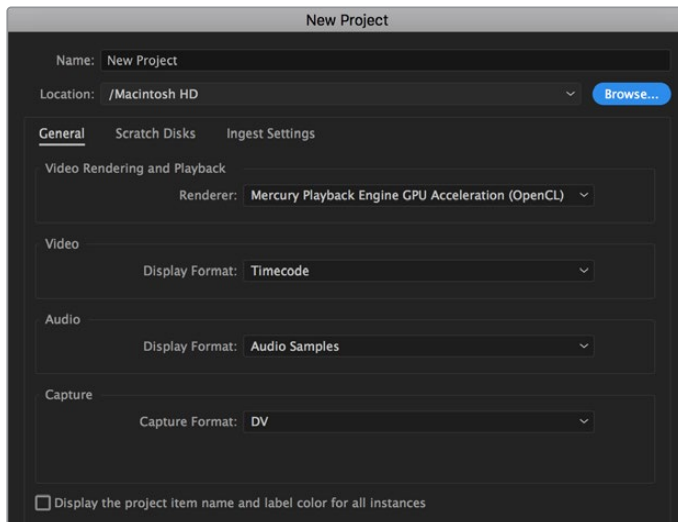 New Project
Name: New Project
Location: /Macintosh HD Browse...
General Scratch Disks Ingest Settings
Video Rendering and Playback
Renderer: Mercury Playback Engine GPU Acceleration (OpenCL)
Video
Display Format: Timecode
Audio
Display Format: Audio Samples
Capture
Capture Format: DV
Display the project item name and label color for all instances